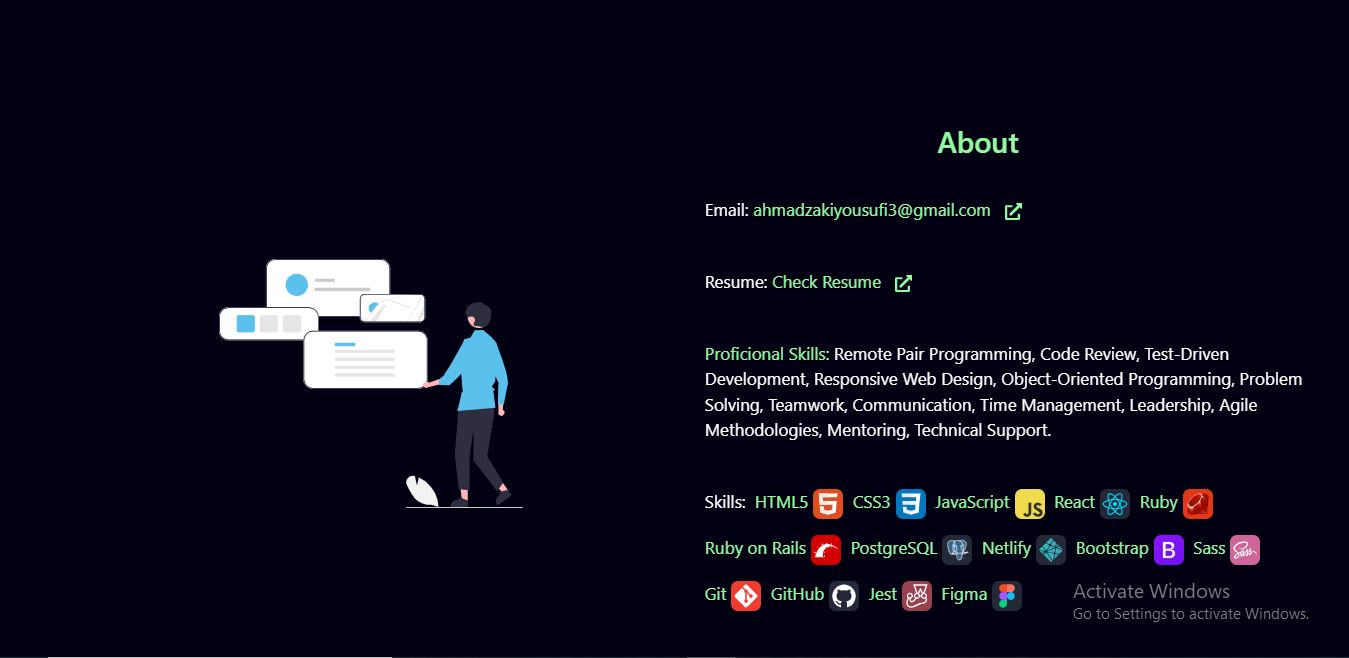 About
Email: ahmadzakiyousufi3@gmail.com
Resume: Check Resume
Proficional Skills: Remote Pair Programming, Code Review, Test-Driven
Development, Responsive Web Design, Object-Oriented Programming, Problem
Solving, Teamwork, Communication, Time Management, Leadership, Agile
Methodologies, Mentoring, Technical Support.
Skills: HTML5 5 CSS3 3 JavaScript JS React Ruby
Ruby on Rails PostgreSQL Netlify Bootstrap B Sass Sass
Git GitHub Jest Figma
Activate Windows
Go to Settings to activate Windows.